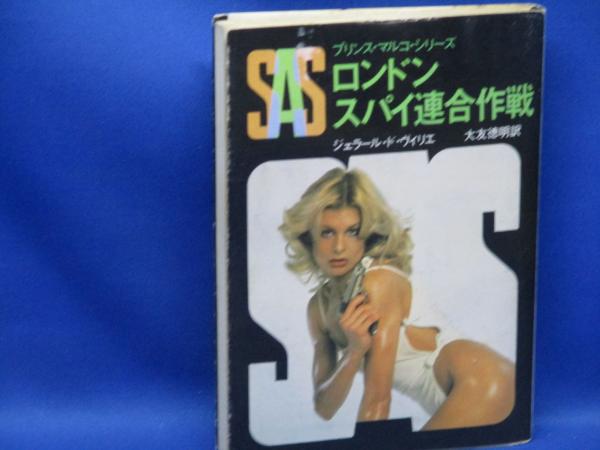 SAS
プリンス・マルコ・シリーズ
ロンドン
スパイ連合作戦
ジェラール・ド・ヴィリエ 大友徳明訳
SAS